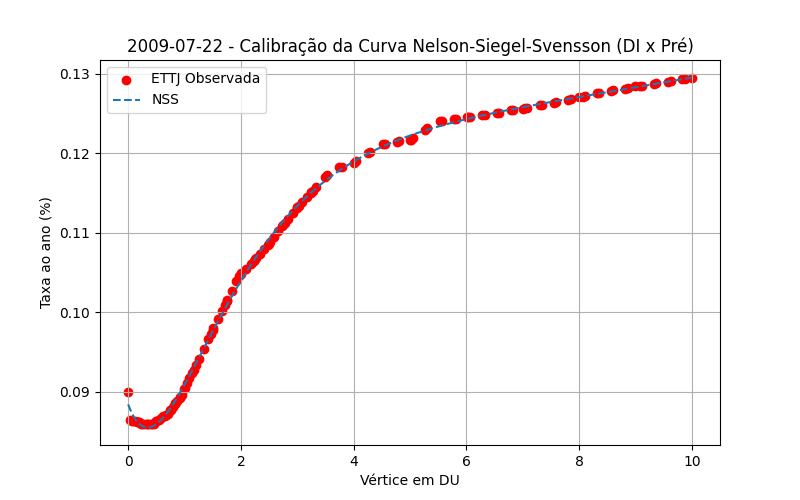 2009-07-22 - Calibração da Curva Nelson-Siegel-Svensson (DI x Pré)
ETTJ Observada
NSS
Taxa ao ano (%)
0.13
0.12
0.11
0.10
0.09
0 2 4 6 8 10
Vértice em DU